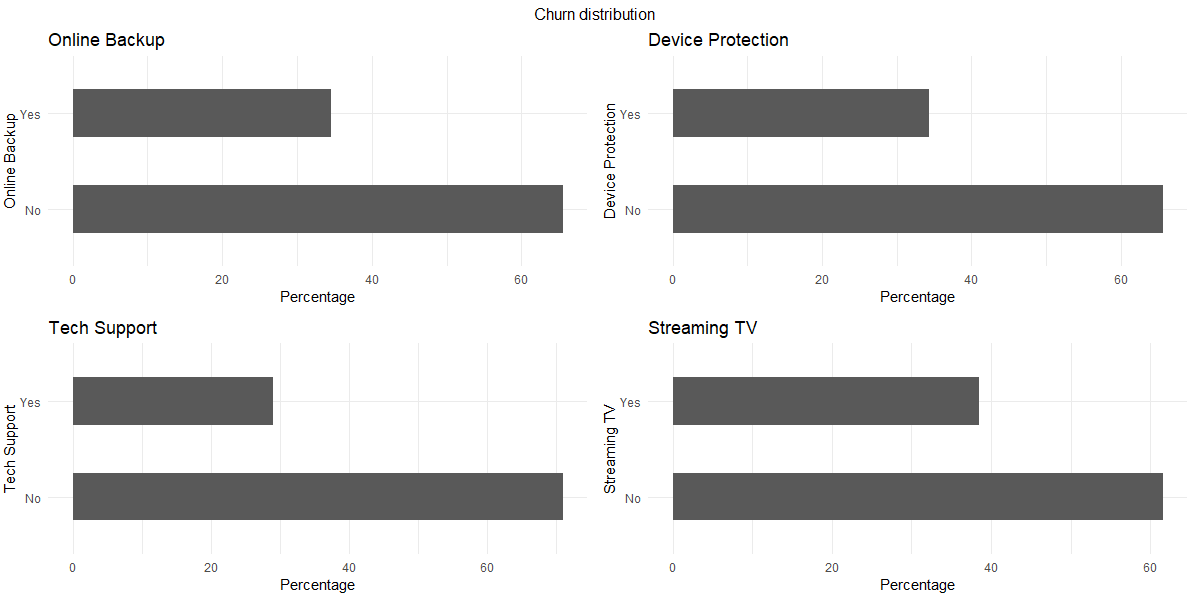 Churn distribution
Online Backup
Online Backup
Yes
No
0 20 40 60
Percentage
Device Protection
Device Protection
Yes
No
0 20 40 60
Percentage
Tech Support
Tech Support
Yes
No
0 20 40 60
Percentage
Streaming TV
Streaming TV
Yes
No
0 20 40 60
Percentage